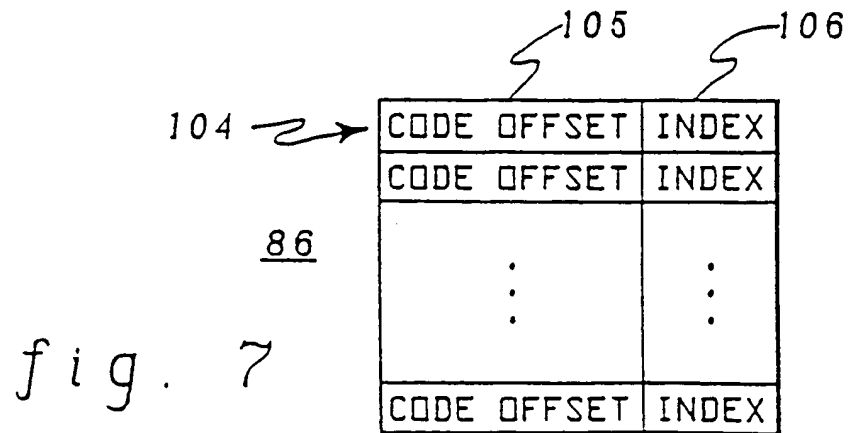 105 106
104 CODE OFFSET INDEX
CODE OFFSET INDEX
86
fig. 7
CODE OFFSET INDEX